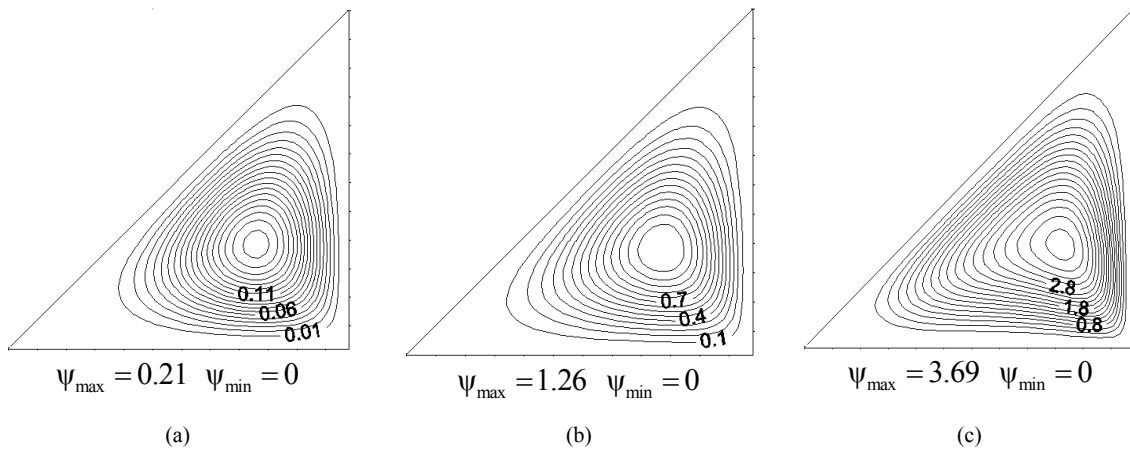 0.11
0.06
0.01
0.7
0.4
0.1
2.8
1.8
0.8
ψmax = 0.21 ψmin = 0
ψmax = 1.26 ψmin = 0
ψmax = 3.69 ψmin = 0
(a)
(b)
(c)